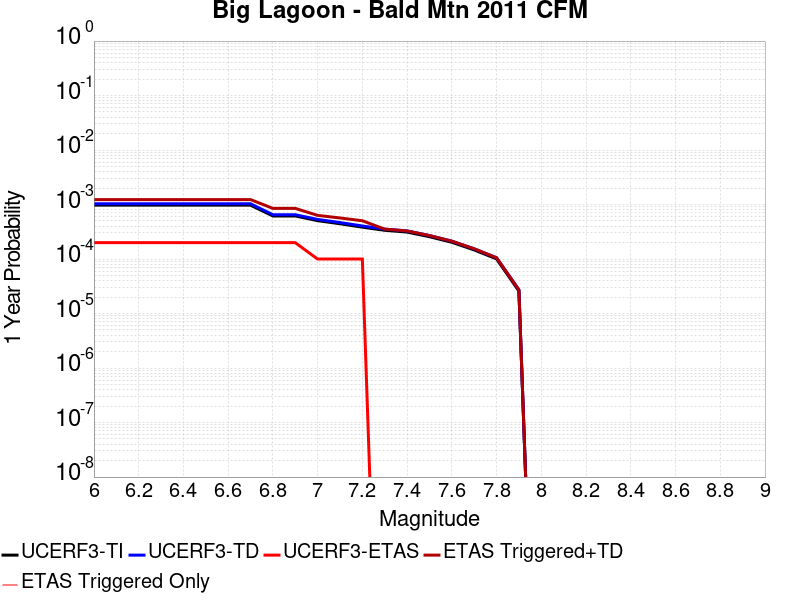 Big Lagoon - Bald Mtn 2011 CFM
10^0
10^-1
10^-2
10^-3
10^-4
10^-5
10^-6
10^-7
10^-8
1 Year Probability
6 6.2 6.4 6.6 6.8 7 7.2 7.4 7.6 7.8 8 8.2 8.4 8.6 8.8 9
Magnitude
UCERF3-TI UCERF3-TD UCERF3-ETAS ETAS Triggered+TD
ETAS Triggered Only